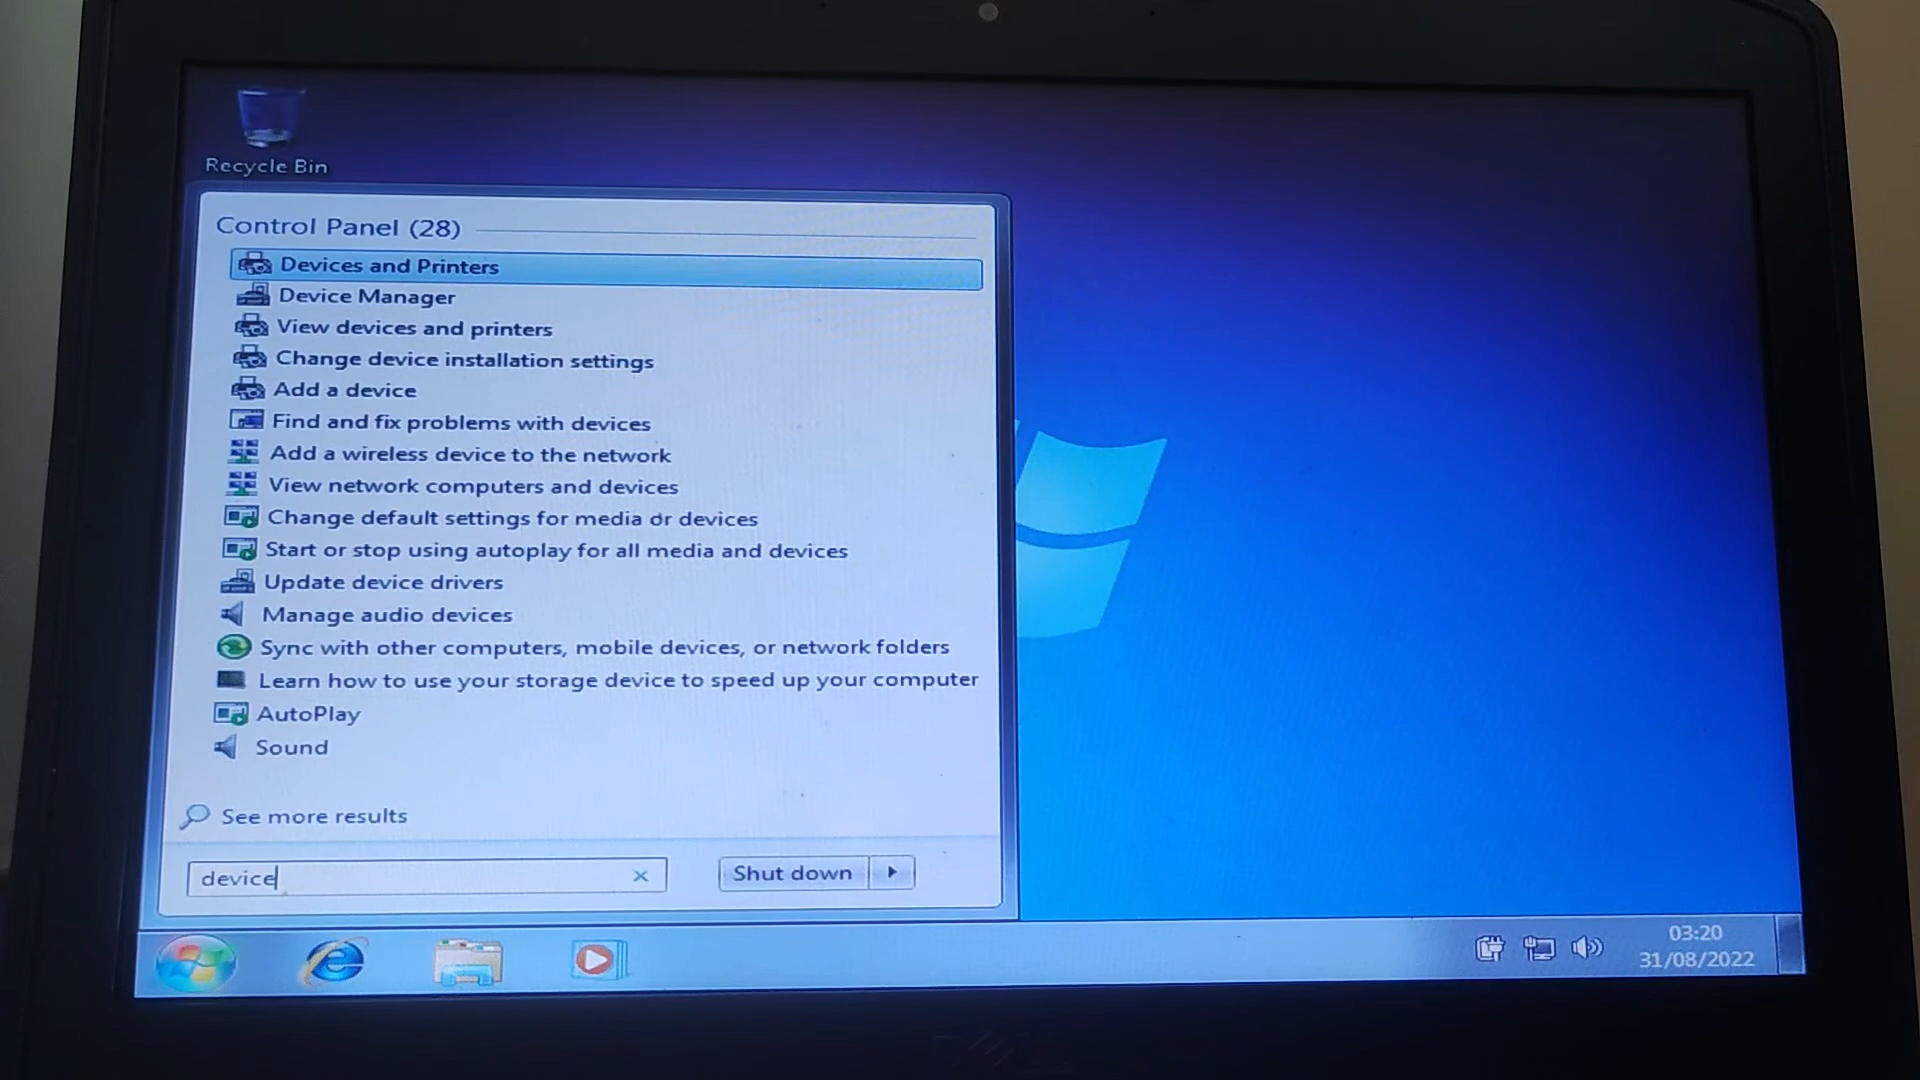 Recycle Bin
Control Panel (28)
Devices and Printers
Device Manager
View devices and printers
Change device installation settings
Add a device
Find and fix problems with devices
Add a wireless device to the network
View network computers and devices
Change default settings for media or devices
Start or stop using autoplay for all media and devices
Update device drivers
Manage audio devices
Sync with other computers, mobile devices, or network folders
Learn how to use your storage device to speed up your computer
AutoPlay
Sound
See more results
device
Shut down
03:20
31/08/2022